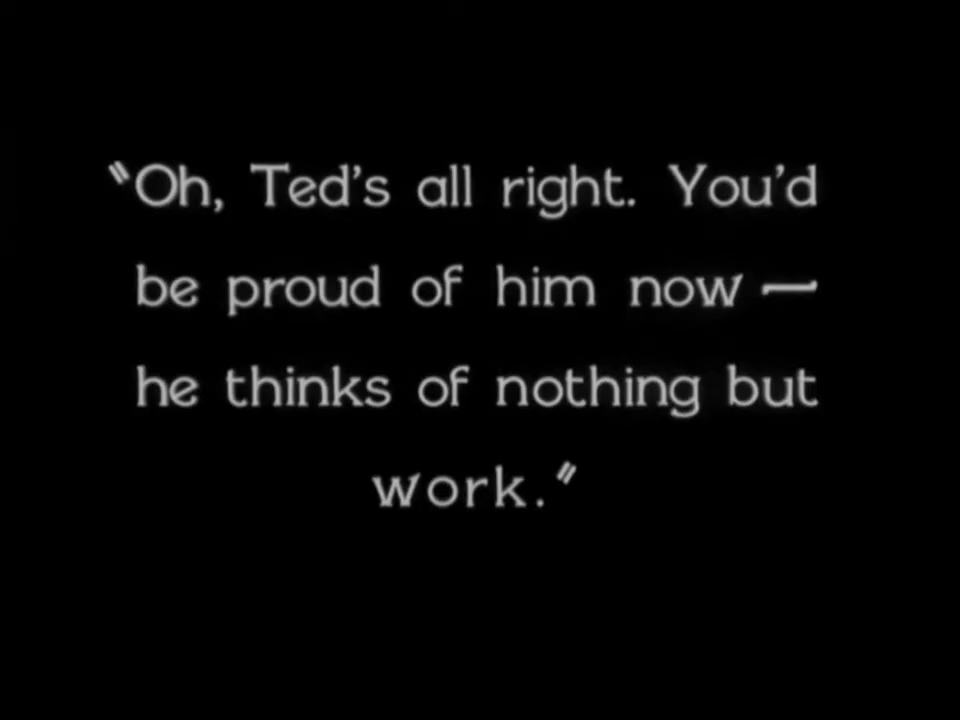 "Oh, Ted's all right. You'd
be proud of him now —
he thinks of nothing but
work."